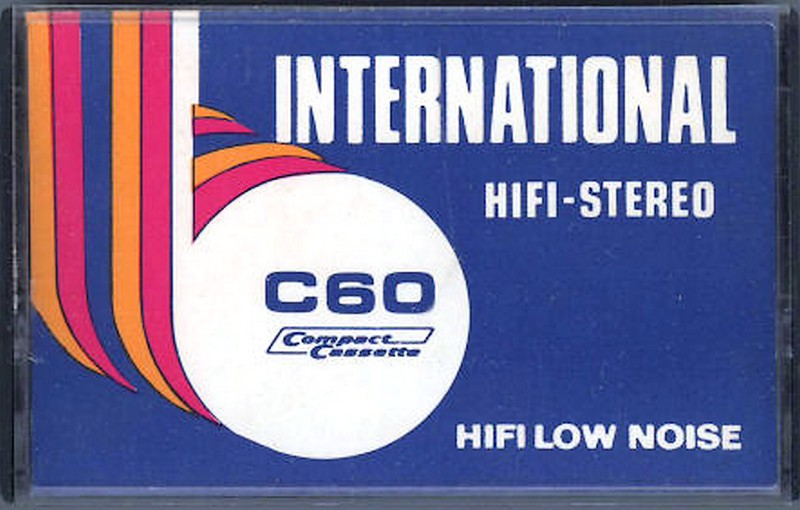 INTERNATIONAL
HIFI-STEREO
C60
Compact
Cassette
HIFI LOW NOISE